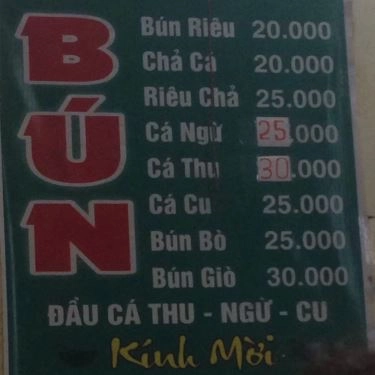 BÚN
Bún Riêu 20.000
Chả Cá 20.000
Riêu Chả 25.000
Cá Ngừ 25.000
Cá Thu 30.000
Cá Cu 25.000
Bún Bò 25.000
Bún Giò 30.000
ĐẦU CÁ THU - NGỪ - CU
Kính Mời